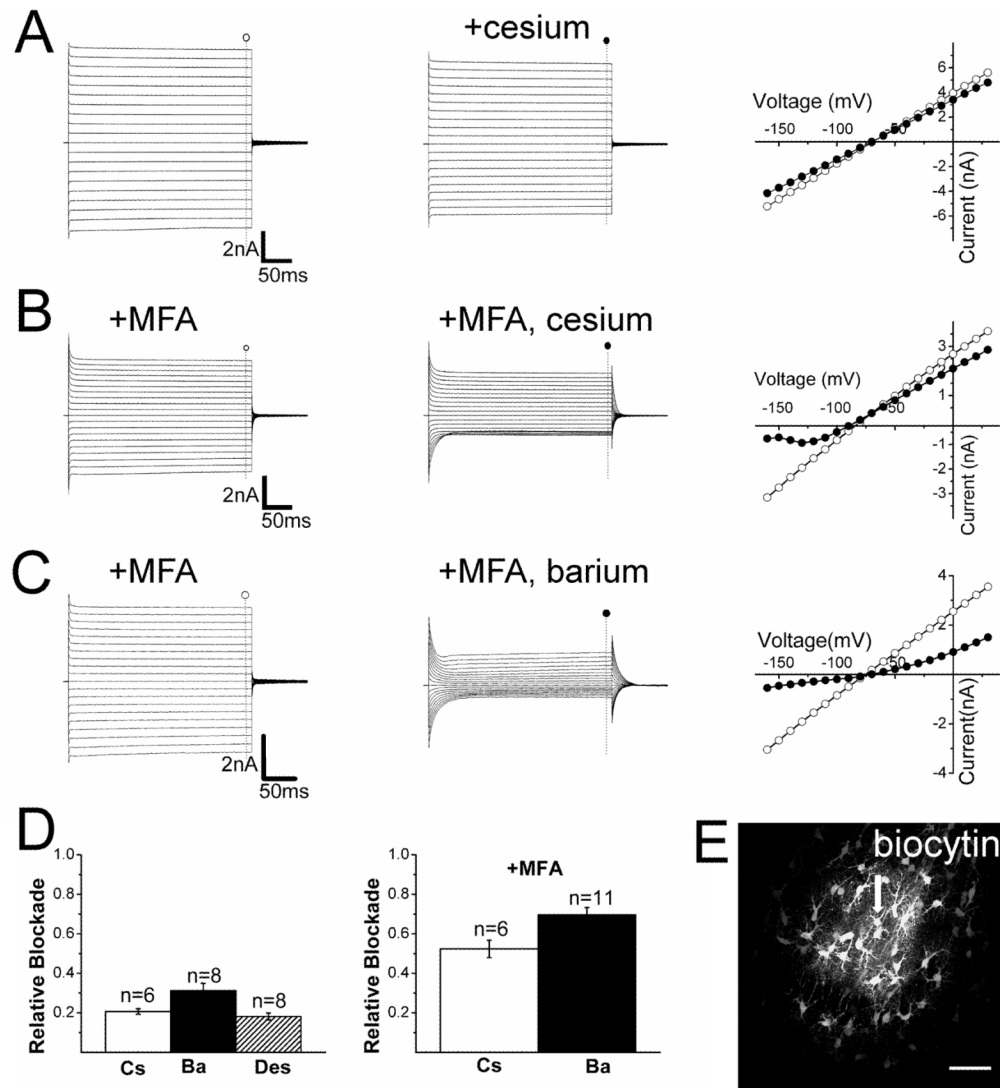 A
+cesium
2nA
50ms
Voltage (mV)
-150 -100 -50
6
4
2
-2
-4
-6
Current (nA)
B
+MFA
+MFA, cesium
2nA
50ms
Voltage (mV)
-150 -100 -50
3
1
-1
-3
Current (nA)
C
+MFA
+MFA, barium
2nA
50ms
Voltage(mV)
-150 -100 -50
4
2
-2
-4
Current(nA)
D
Relative Blockade
1.0
0.8
0.6
0.4
0.2
n=6
n=8
n=8
Cs Ba Des
Relative Blockade
1.0
0.8
0.6
0.4
0.2
+MFA
n=6
n=11
Cs Ba
E
biocytin